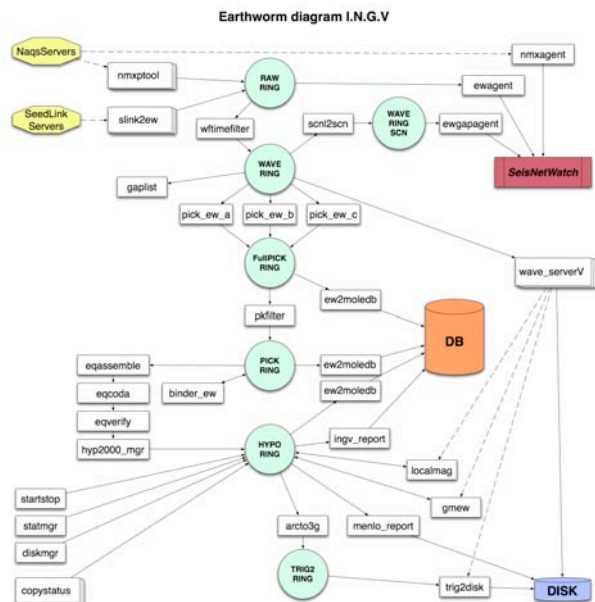 Earthworm diagram I.N.G.V
NaqsServers
nmxagent
nmxptool
RAW
RING
ewagent
SeedLink
Servers
slink2ew
wftimefilter
scnl2scn
WAVE
RING
SCN
ewgapagent
WAVE
RING
SeisNetWatch
gaplist
pick_ew_a
pick_ew_b
pick_ew_c
FullPICK
RING
wave_serverV
ew2moledb
pkfilter
DB
eqassemble
PICK
RING
ew2moledb
eqcoda
binder_ew
ew2moledb
eqverify
hyp2000_mgr
HYPO
RING
ingv_report
localmag
startstop
gmew
statmgr
arcto3g
menlo_report
diskmgr
TRIG2
RING
copystatus
trig2disk
DISK